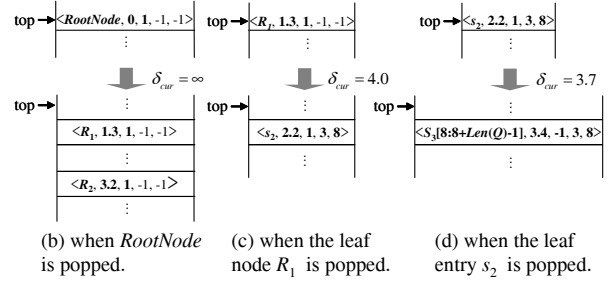 top <RootNode, 0, 1, -1, -1>
⋮
δcur = ∞
top
⋮
<R1, 1.3, 1, -1, -1>
⋮
<R2, 3.2, 1, -1, -1>
⋮
(b) when RootNode
is popped.
top <R1, 1.3, 1, -1, -1>
⋮
δcur = 4.0
top
⋮
<s2, 2.2, 1, 3, 8>
⋮
(c) when the leaf
node R1 is popped.
top <s2, 2.2, 1, 3, 8>
⋮
δcur = 3.7
top
⋮
<S3[8:8+Len(Q)-1], 3.4, -1, 3, 8>
⋮
(d) when the leaf
entry s2 is popped.